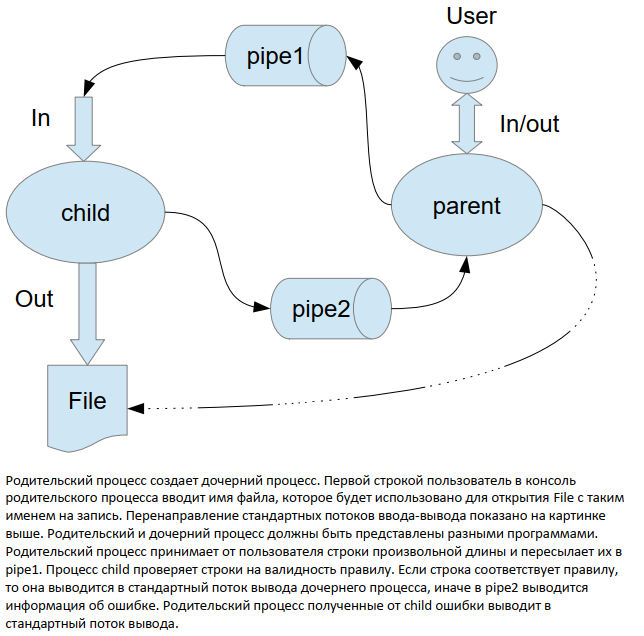 User
pipe1
In
In/out
child
parent
pipe2
Out
File
Родительский процесс создает дочерний процесс. Первой строкой пользователь в консоль
родительского процесса вводит имя файла, которое будет использовано для открытия File с таким
именем на запись. Перенаправление стандартных потоков ввода-вывода показано на картинке
выше. Родительский и дочерний процесс должны быть представлены разными программами.
Родительский процесс принимает от пользователя строки произвольной длины и пересылает их в
pipe1. Процесс child проверяет строки на валидность правилу. Если строка соответствует правилу,
то она выводится в стандартный поток вывода дочернего процесса, иначе в pipe2 выводится
информация об ошибке. Родительский процесс полученные от child ошибки выводит в
стандартный поток вывода.